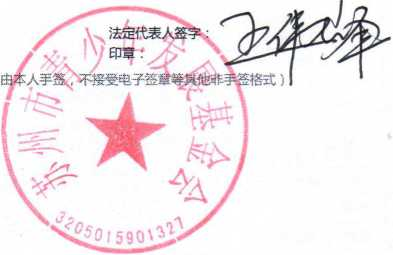 法定代表人签字：
印章：
由本人手签，不接受电子签章等其他非手签格式）
苏州市青少年发展基金会
3205015901327